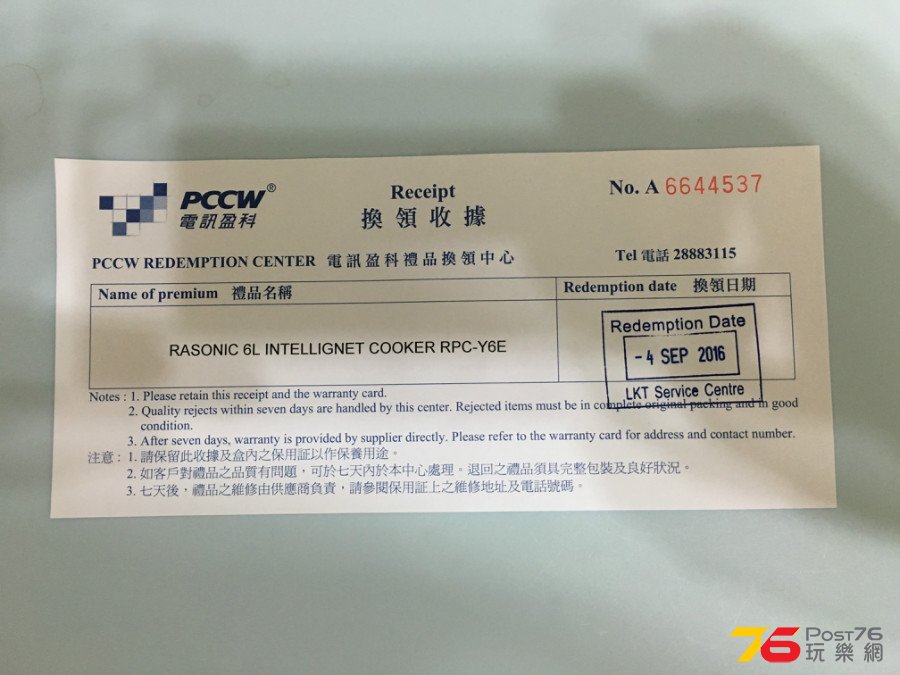 PCCW®
電訊盈科
Receipt
換領收據
No. A 6644537
PCCW REDEMPTION CENTER 電訊盈科禮品換領中心
Tel 電話 28883115
Name of premium 禮品名稱
Redemption date 換領日期
RASONIC 6L INTELLIGNET COOKER RPC-Y6E
Redemption Date
-4 SEP 2016
LKT Service Centre
Notes : 1. Please retain this receipt and the warranty card.
2. Quality rejects within seven days are handled by this center. Rejected items must be in complete original packing and in good
condition.
3. After seven days, warranty is provided by supplier directly. Please refer to the warranty card for address and contact number.
注意 : 1. 請保留此收據及盒內之保用証以作保養用途。
2. 如客戶對禮品之品質有問題，可於七天內於本中心處理。退回之禮品須具完整包裝及良好狀況。
3. 七天後，禮品之維修由供應商負責，請參閱保用証上之維修地址及電話號碼。
76 POST76
玩樂網